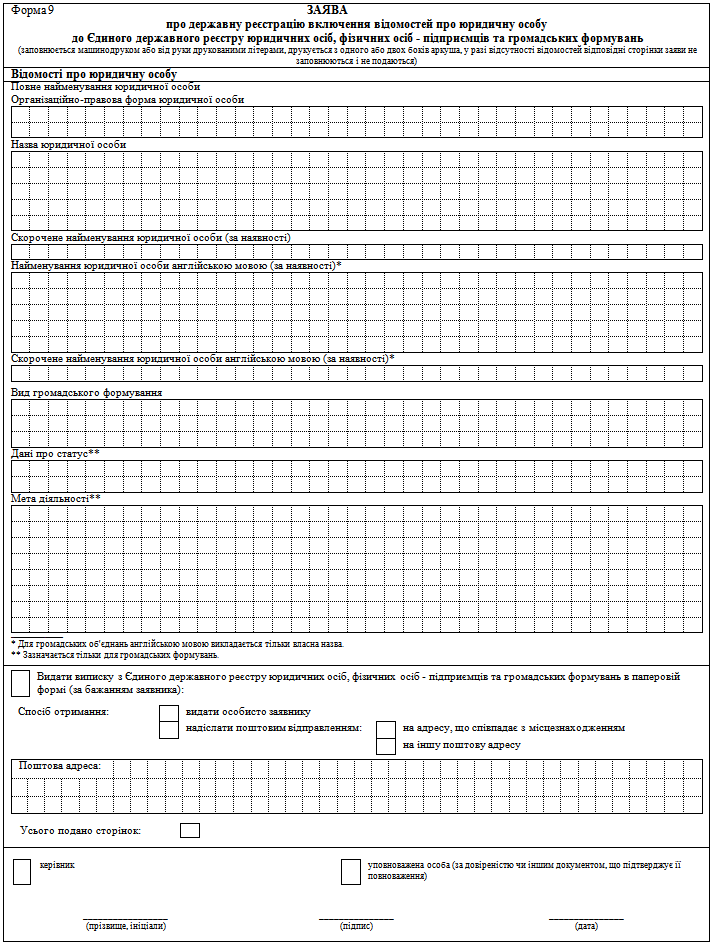 Форма 9
ЗАЯВА
про державну реєстрацію включення відомостей про юридичну особу
до Єдиного державного реєстру юридичних осіб, фізичних осіб - підприємців та громадських формувань
(заповнюється машинодруком або від руки друкованими літерами, друкується з одного або двох боків аркуша, у разі відсутності відомостей відповідні сторінки заяви не
заповнюються і не подаються)
Відомості про юридичну особу
Повне найменування юридичної особи
Організаційно-правова форма юридичної особи
Назва юридичної особи
Скорочене найменування юридичної особи (за наявності)
Найменування юридичної особи англійською мовою (за наявності)*
Скорочене найменування юридичної особи англійською мовою (за наявності)*
Вид громадського формування
Дані про статус**
Мета діяльності**
* Для громадських об'єднань англійською мовою викладається тільки власна назва.
** Зазначається тільки для громадських формувань.
Видати виписку з Єдиного державного реєстру юридичних осіб, фізичних осіб - підприємців та громадських формувань в паперовій
формі (за бажанням заявника):
Спосіб отримання:
видати особисто заявнику
надіслати поштовим відправленням:
на адресу, що співпадає з місцезнаходженням
на іншу поштову адресу
Поштова адреса:
Усього подано сторінок:
керівник
уповноважена особа (за довіреністю чи іншим документом, що підтверджує її
повноваження)
(прізвище, ініціали)
(підпис)
(дата)